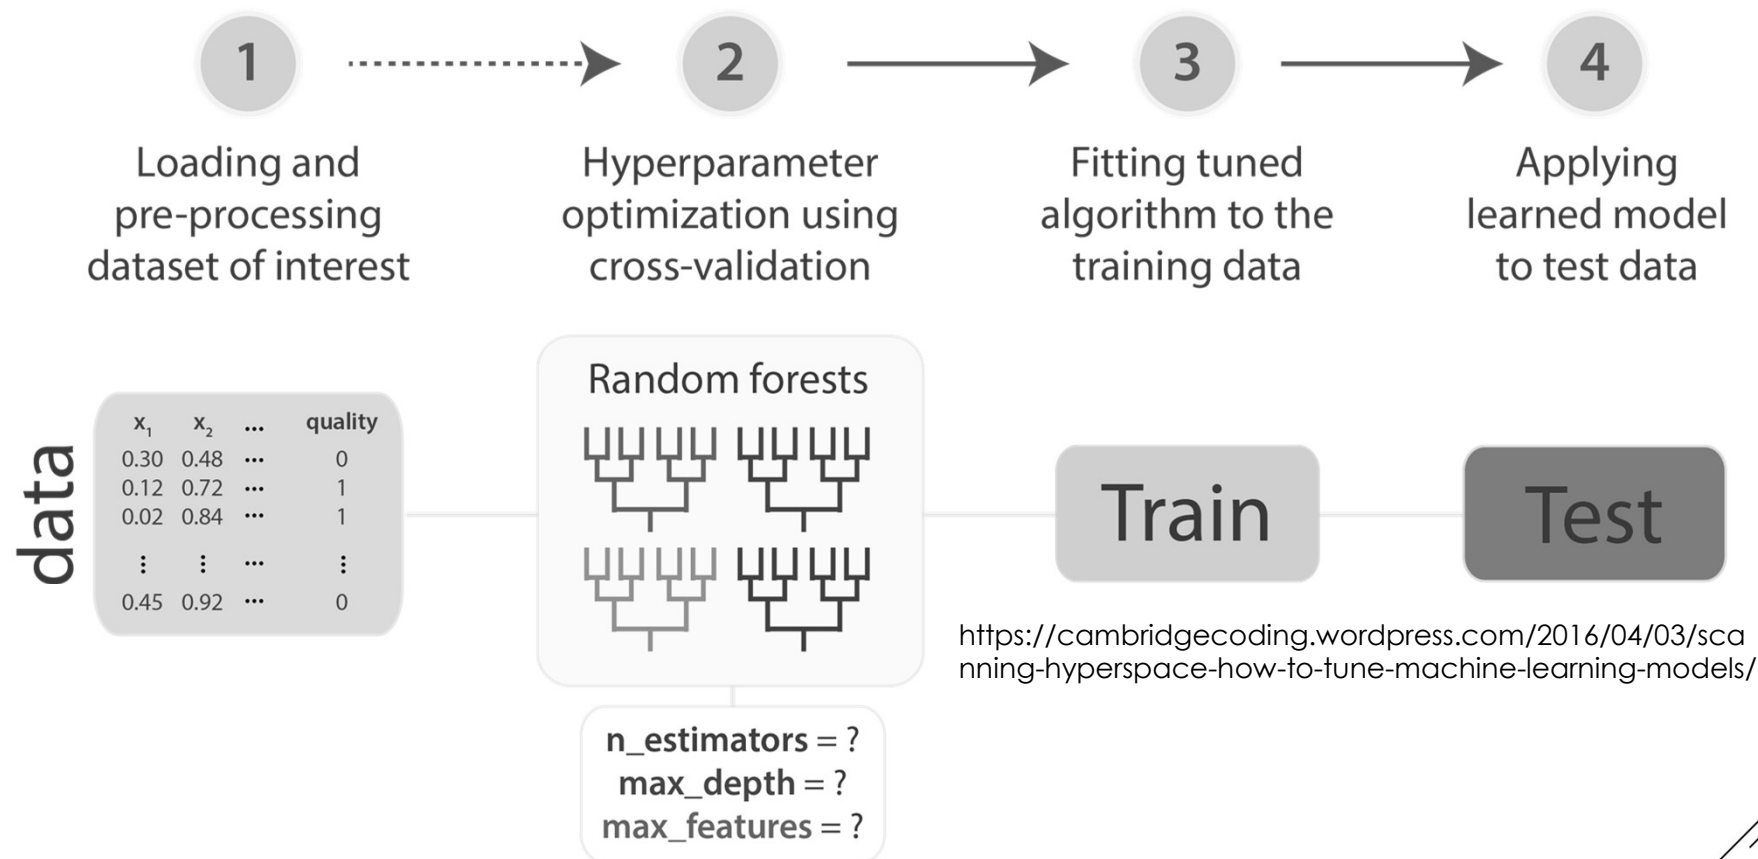 1
2
3
4
Loading and
pre-processing
dataset of interest
Hyperparameter
optimization using
cross-validation
Fitting tuned
algorithm to the
training data
Applying
learned model
to test data
data
x₁ x₂ ... quality
0.30 0.48 ... 0
0.12 0.72 ... 1
0.02 0.84 ... 1
⋮ ⋮ ... ⋮
0.45 0.92 ... 0
Random forests
n_estimators = ?
max_depth = ?
max_features = ?
Train
Test
https://cambridgecoding.wordpress.com/2016/04/03/sca
nning-hyperspace-how-to-tune-machine-learning-models/